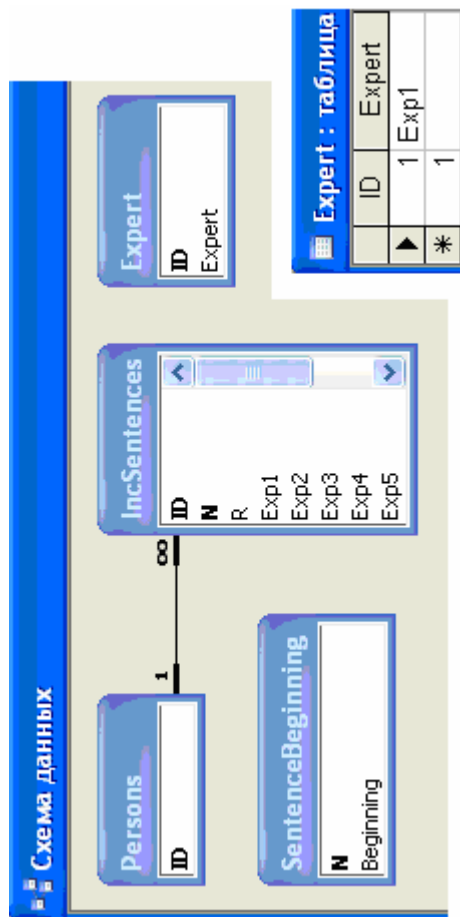 Схема данных
Persons
ID
1
∞
IncSentences
ID
N
R
Exp1
Exp2
Exp3
Exp4
Exp5
Expert
ID
Expert
SentenceBeginning
N
Beginning
Expert : таблица
ID Expert
1 Exp1
* 1